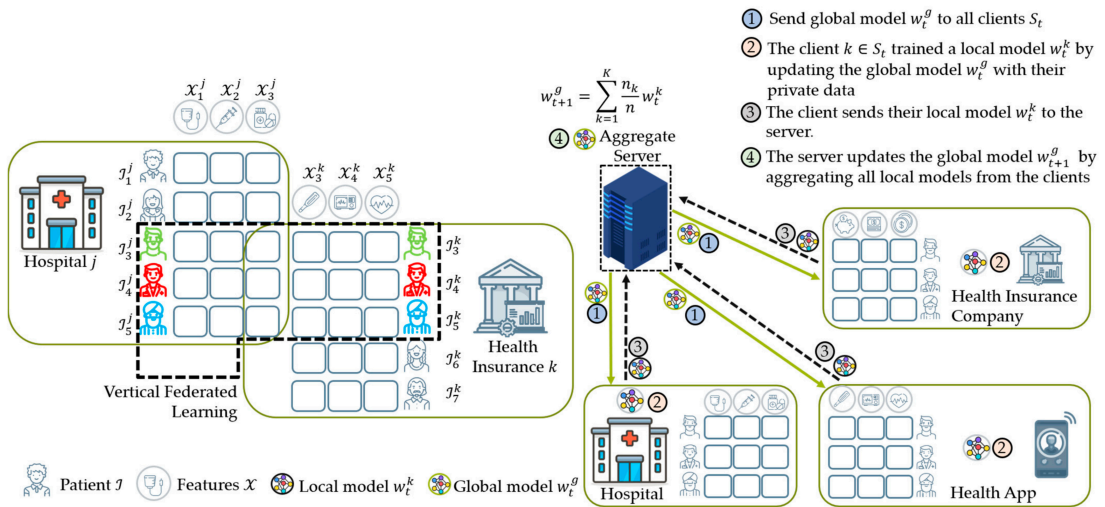 ① Send global model w_t^g to all clients S_t
② The client k ∈ S_t trained a local model w_t^k by
updating the global model w_t^g with their
private data
③ The client sends their local model w_t^k to the
server.
④ The server updates the global model w_{t+1}^g by
aggregating all local models from the clients
𝒳_1^j 𝒳_2^j 𝒳_3^j
w_{t+1}^g = \sum_{k=1}^{K} \frac{n_k}{n} w_t^k
④ Aggregate
Server
𝒳_3^k 𝒳_4^k 𝒳_5^k
ℐ_1^j
ℐ_2^j
ℐ_3^j
ℐ_4^j
ℐ_5^j
Hospital j
ℐ_3^k
ℐ_4^k
ℐ_5^k
ℐ_6^k
ℐ_7^k
Health
Insurance k
Vertical Federated
Learning
①
③
②
Health Insurance
Company
①
③
②
Hospital
①
③
②
Health App
Patient ℐ
Features 𝒳
Local model w_t^k
Global model w_t^g